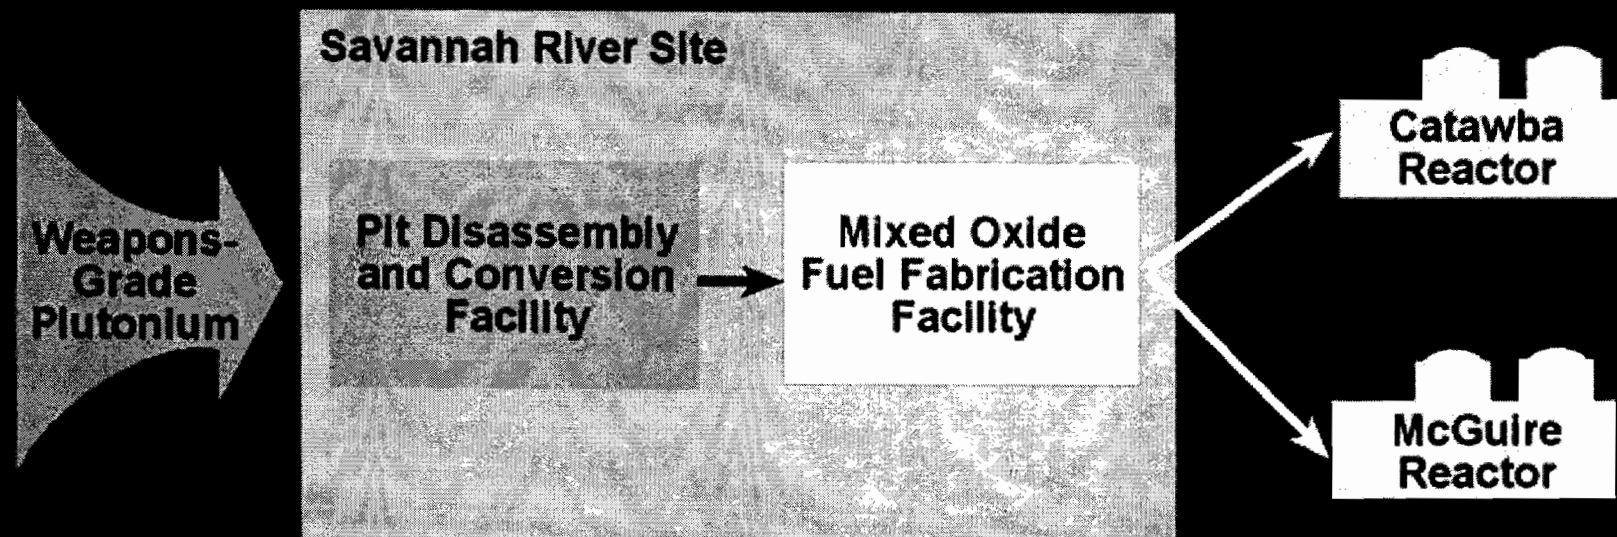 Savannah River Site
Weapons-
Grade
Plutonium
Pit Disassembly
and Conversion
Facility
Mixed Oxide
Fuel Fabrication
Facility
Catawba
Reactor
McGuire
Reactor